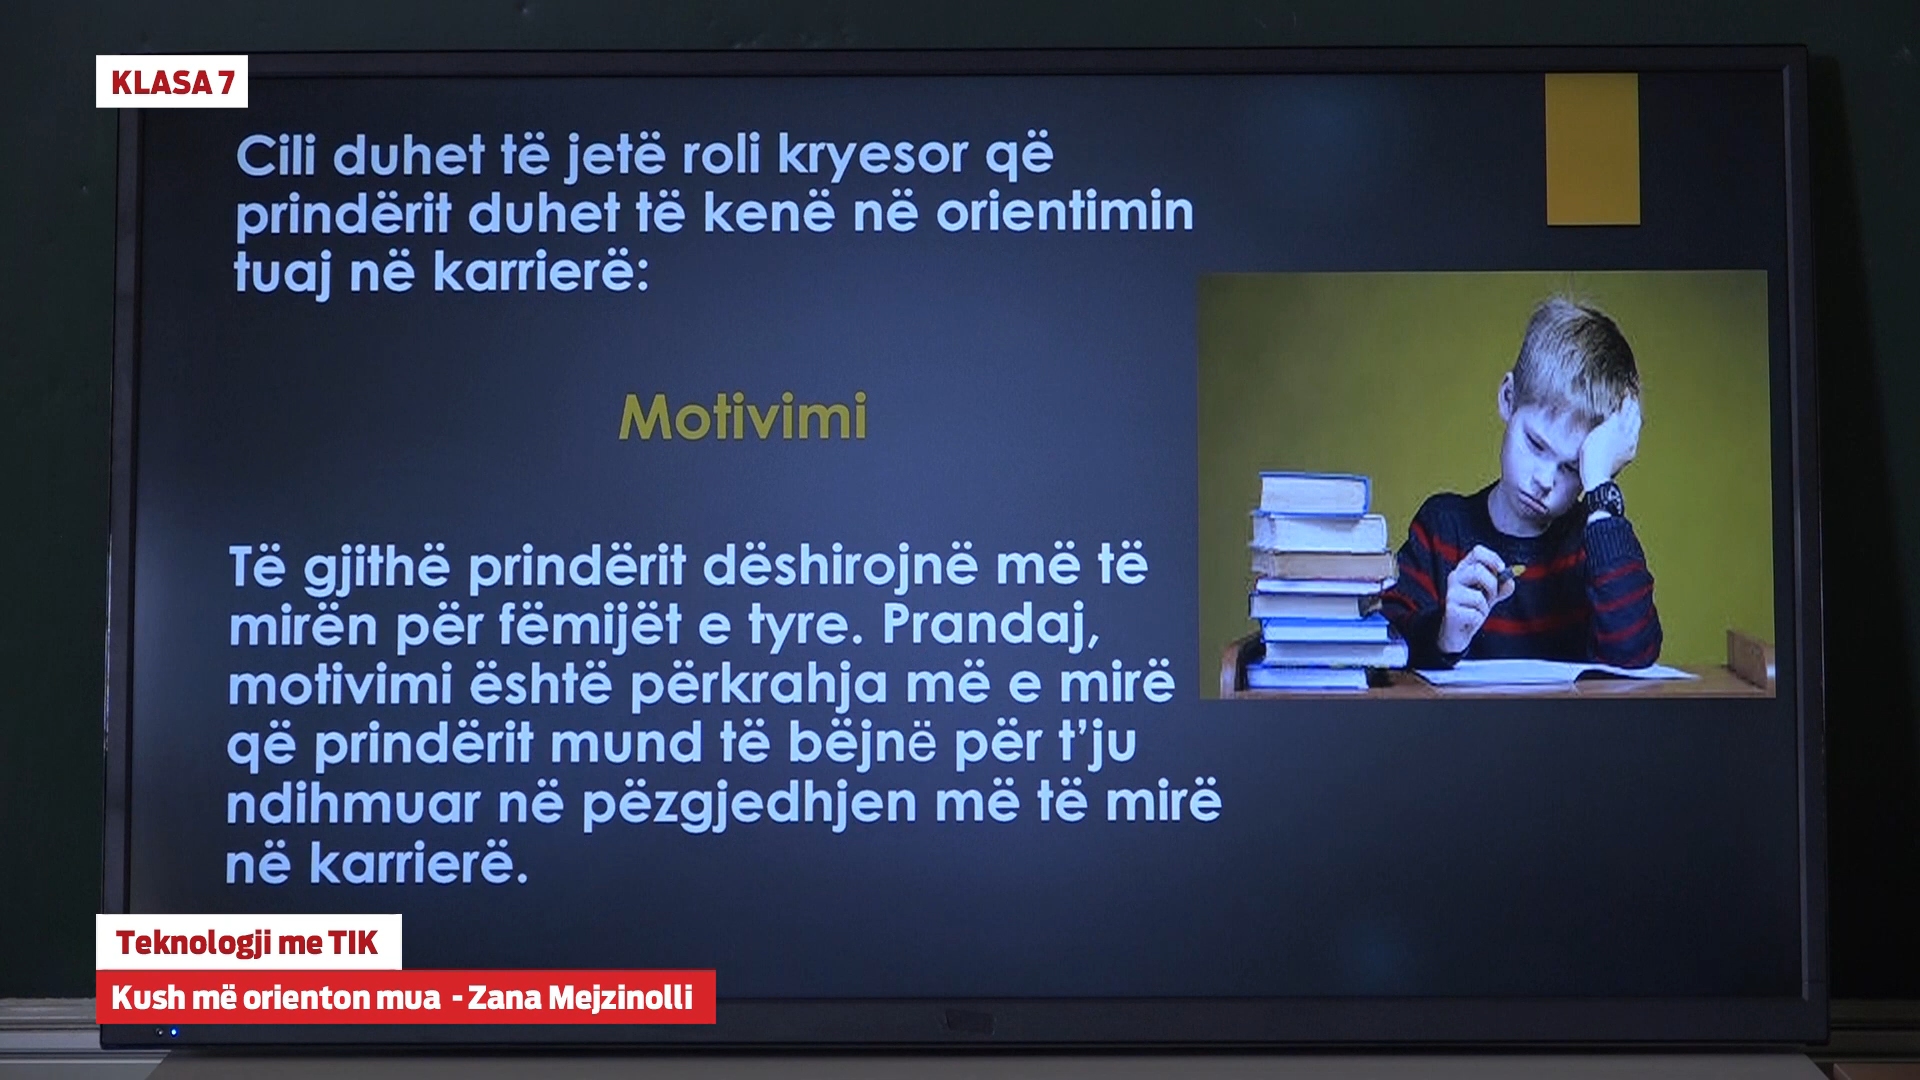 KLASA 7
Cili duhet të jetë roli kryesor që
prindërit duhet të kenë në orientimin
tuaj në karrierë:
Motivimi
Të gjithë prindërit dëshirojnë më të
mirën për fëmijët e tyre. Prandaj,
motivimi është përkrahja më e mirë
që prindërit mund të bëjnë për t’ju
ndihmuar në pëzgjedhjen më të mirë
në karrierë.
Teknologji me TIK
Kush më orienton mua - Zana Mejzinolli